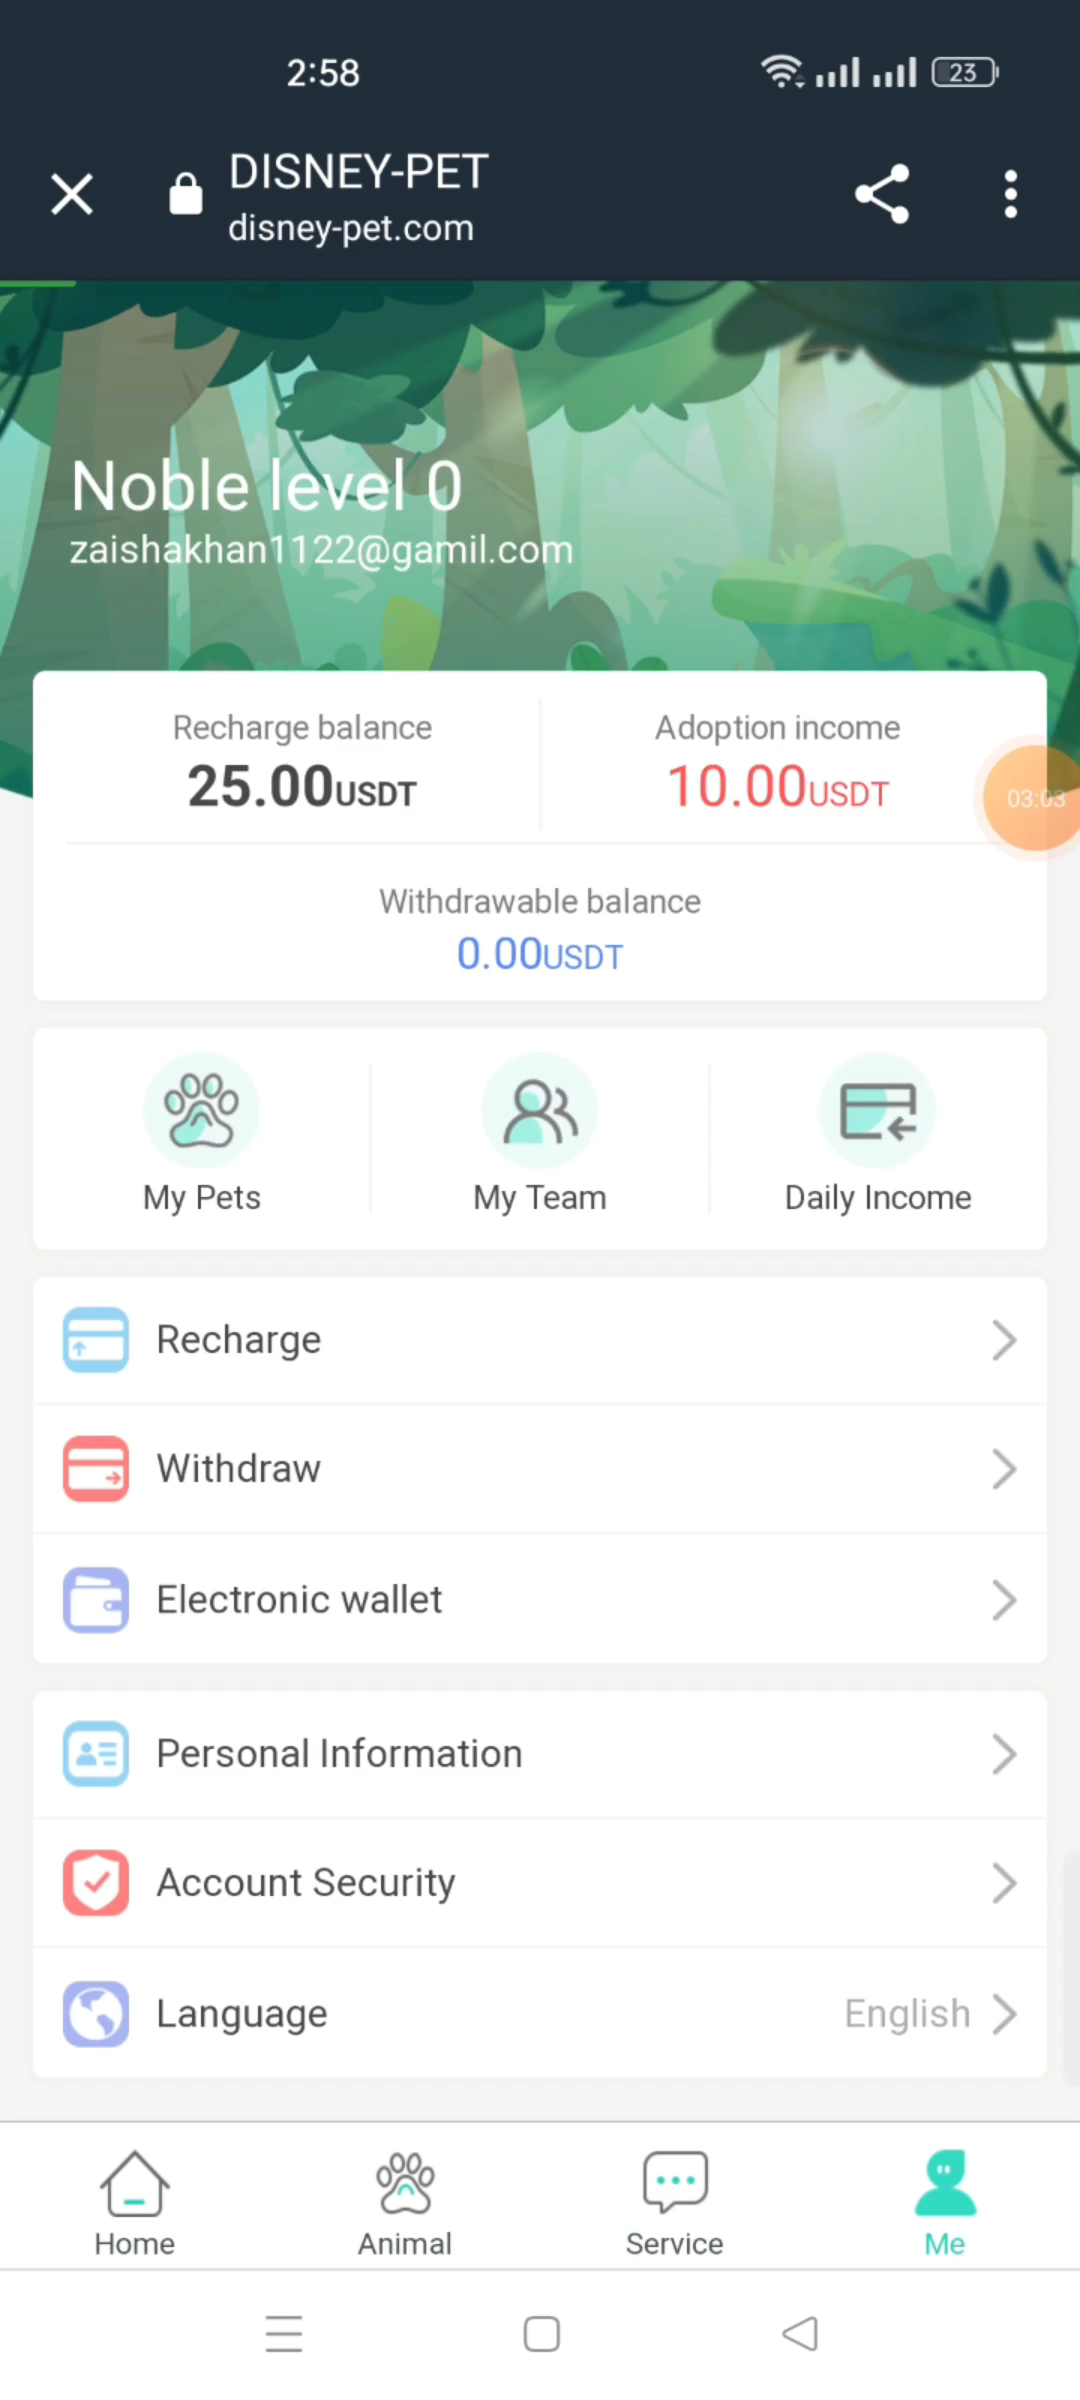 2:58
23
DISNEY-PET
disney-pet.com
Noble level 0
zaishakhan1122@gamil.com
Recharge balance
25.00USDT
Adoption income
10.00USDT
03:03
Withdrawable balance
0.00USDT
My Pets
My Team
Daily Income
Recharge
Withdraw
Electronic wallet
Personal Information
Account Security
Language
English
Home
Animal
Service
Me